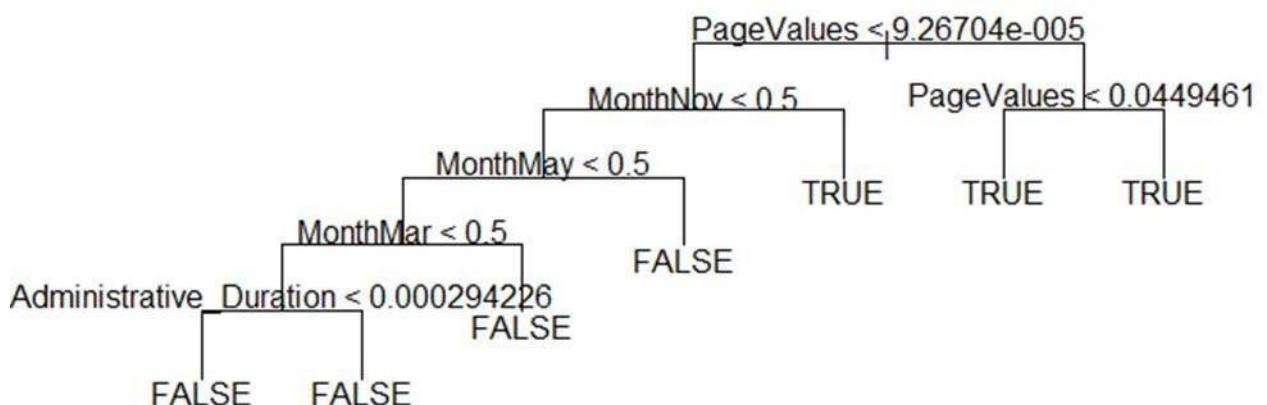 PageValues < 9.26704e-005
MonthNov < 0.5
PageValues < 0.0449461
MonthMay < 0.5
TRUE
TRUE
TRUE
MonthMar < 0.5
FALSE
Administrative_Duration < 0.000294226
FALSE
FALSE
FALSE